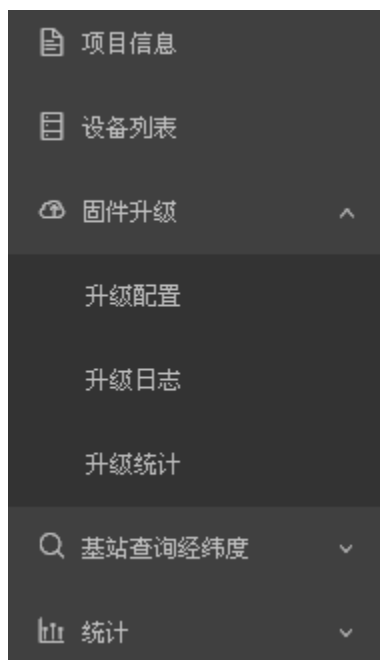 项目信息
设备列表
固件升级
升级配置
升级日志
升级统计
基站查询经纬度
统计